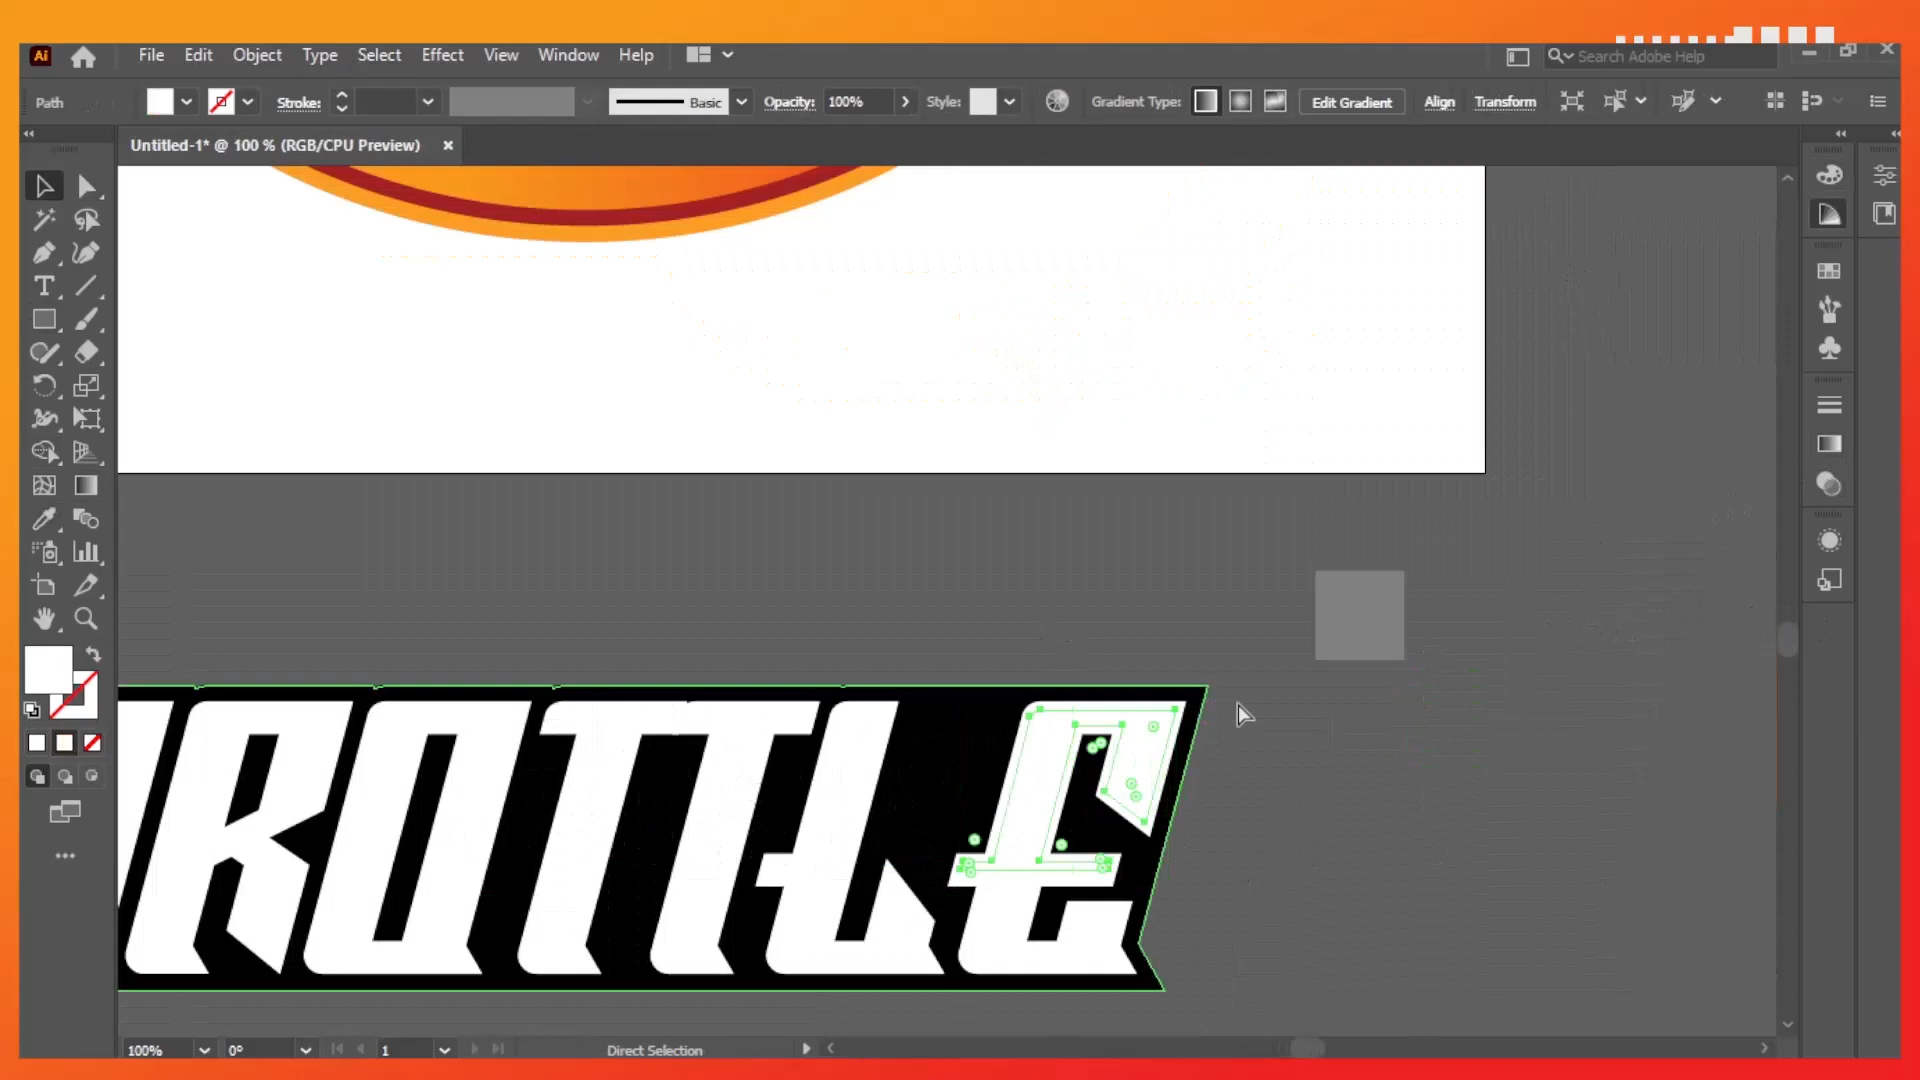 Ai File Edit Object Type Select Effect View Window Help Search Adobe Help
Path Stroke: Basic Opacity: 100% Style: Gradient Type: Edit Gradient Align Transform
Untitled-1* @ 100 % (RGB/CPU Preview) ×
ROTTLE
100% 0° 1 Direct Selection